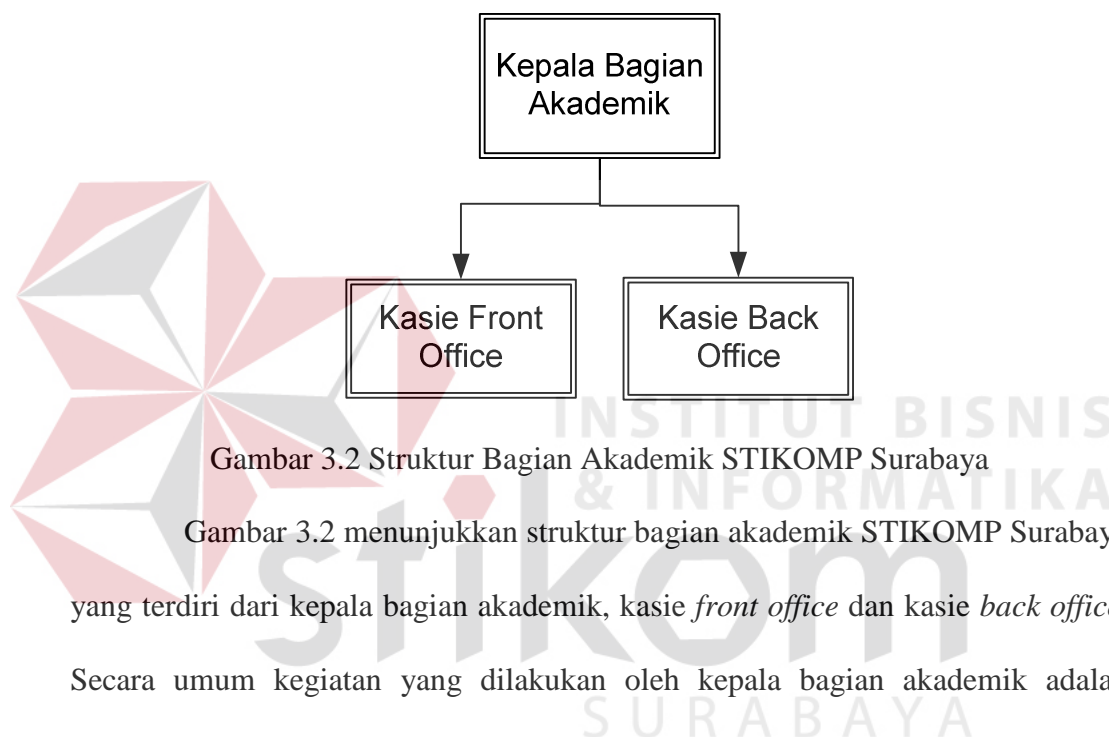 Kepala Bagian
Akademik
Kasie Front
Office
Kasie Back
Office
INSTITUT BISNIS
Gambar 3.2 Struktur Bagian Akademik STIKOMP Surabaya
& INFORMATIKA
Gambar 3.2 menunjukkan struktur bagian akademik STIKOMP Surabay
stikom
yang terdiri dari kepala bagian akademik, kasie front office dan kasie back office
Secara umum kegiatan yang dilakukan oleh kepala bagian akademik adala
SURABAYA